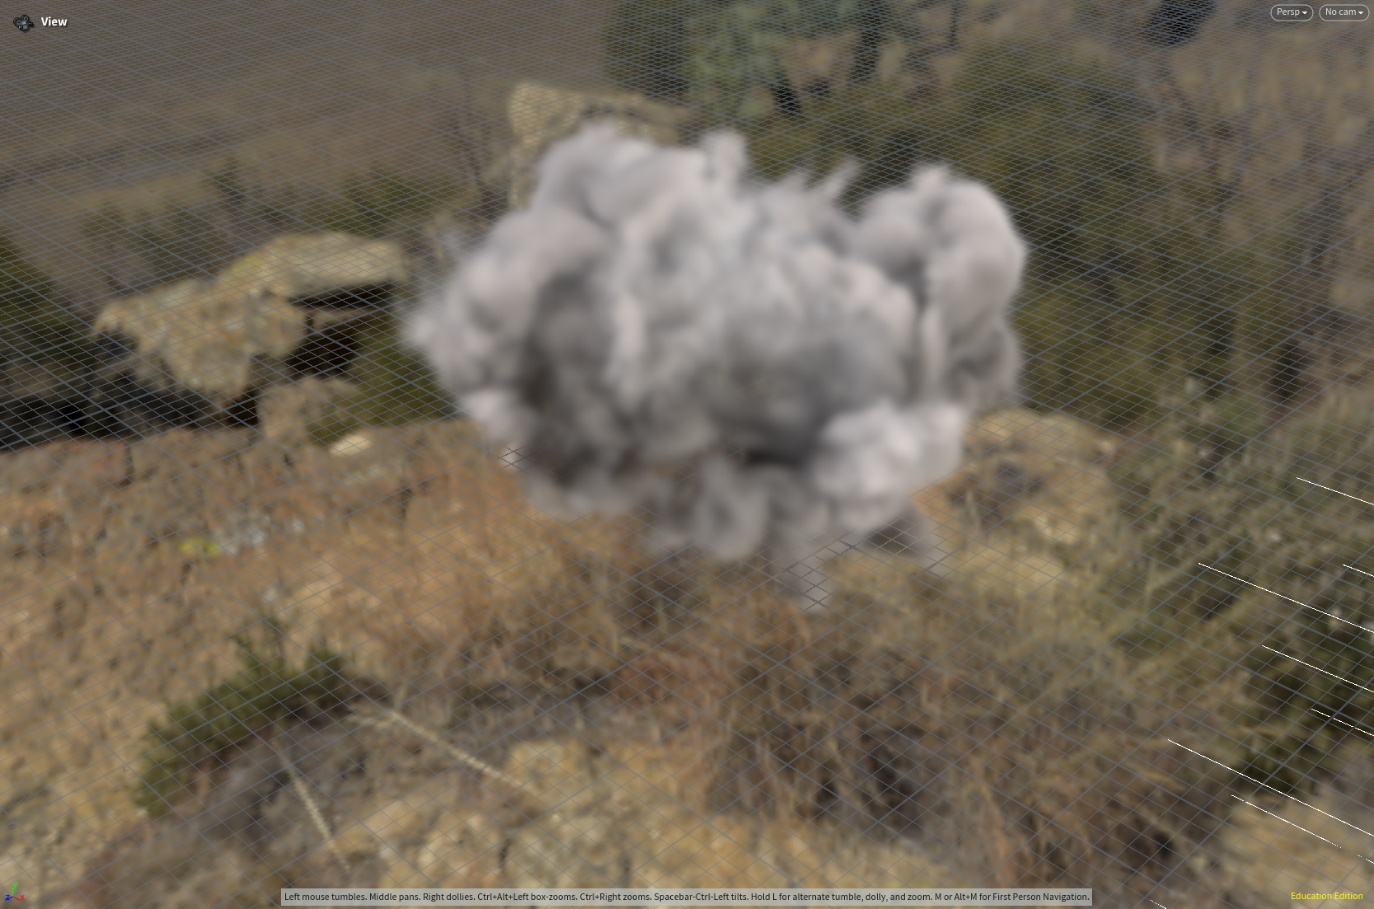 View
Persp
No cam
Left mouse tumbles. Middle pans. Right dollies. Ctrl+Alt+Left box-zooms. Ctrl+Right zooms. Spacebar-Ctrl-Left tilts. Hold L for alternate tumble, dolly, and zoom. M or Alt+M for First Person Navigation.
Education Edition